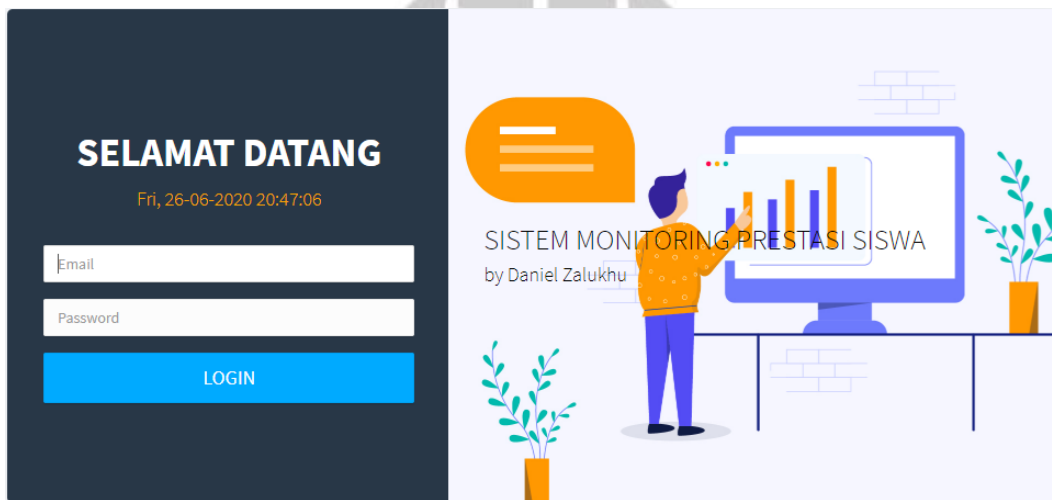 SELAMAT DATANG
Fri, 26-06-2020 20:47:06
Email
Password
LOGIN
SISTEM MONITORING PRESTASI SISWA
by Daniel Zalukhu